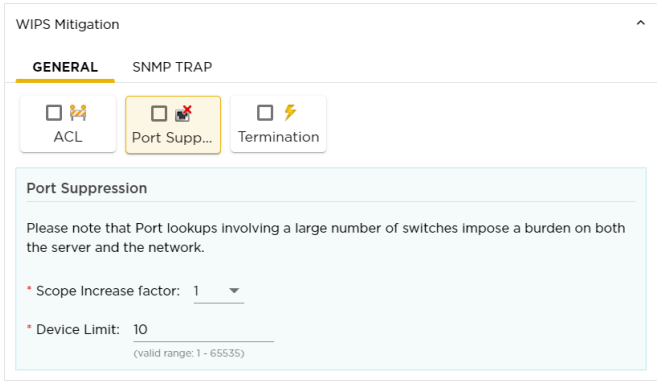 WIPS Mitigation
GENERAL SNMP TRAP
ACL Port Supp... Termination
Port Suppression
Please note that Port lookups involving a large number of switches impose a burden on both
the server and the network.
* Scope Increase factor: 1
* Device Limit: 10
(valid range: 1 - 65535)